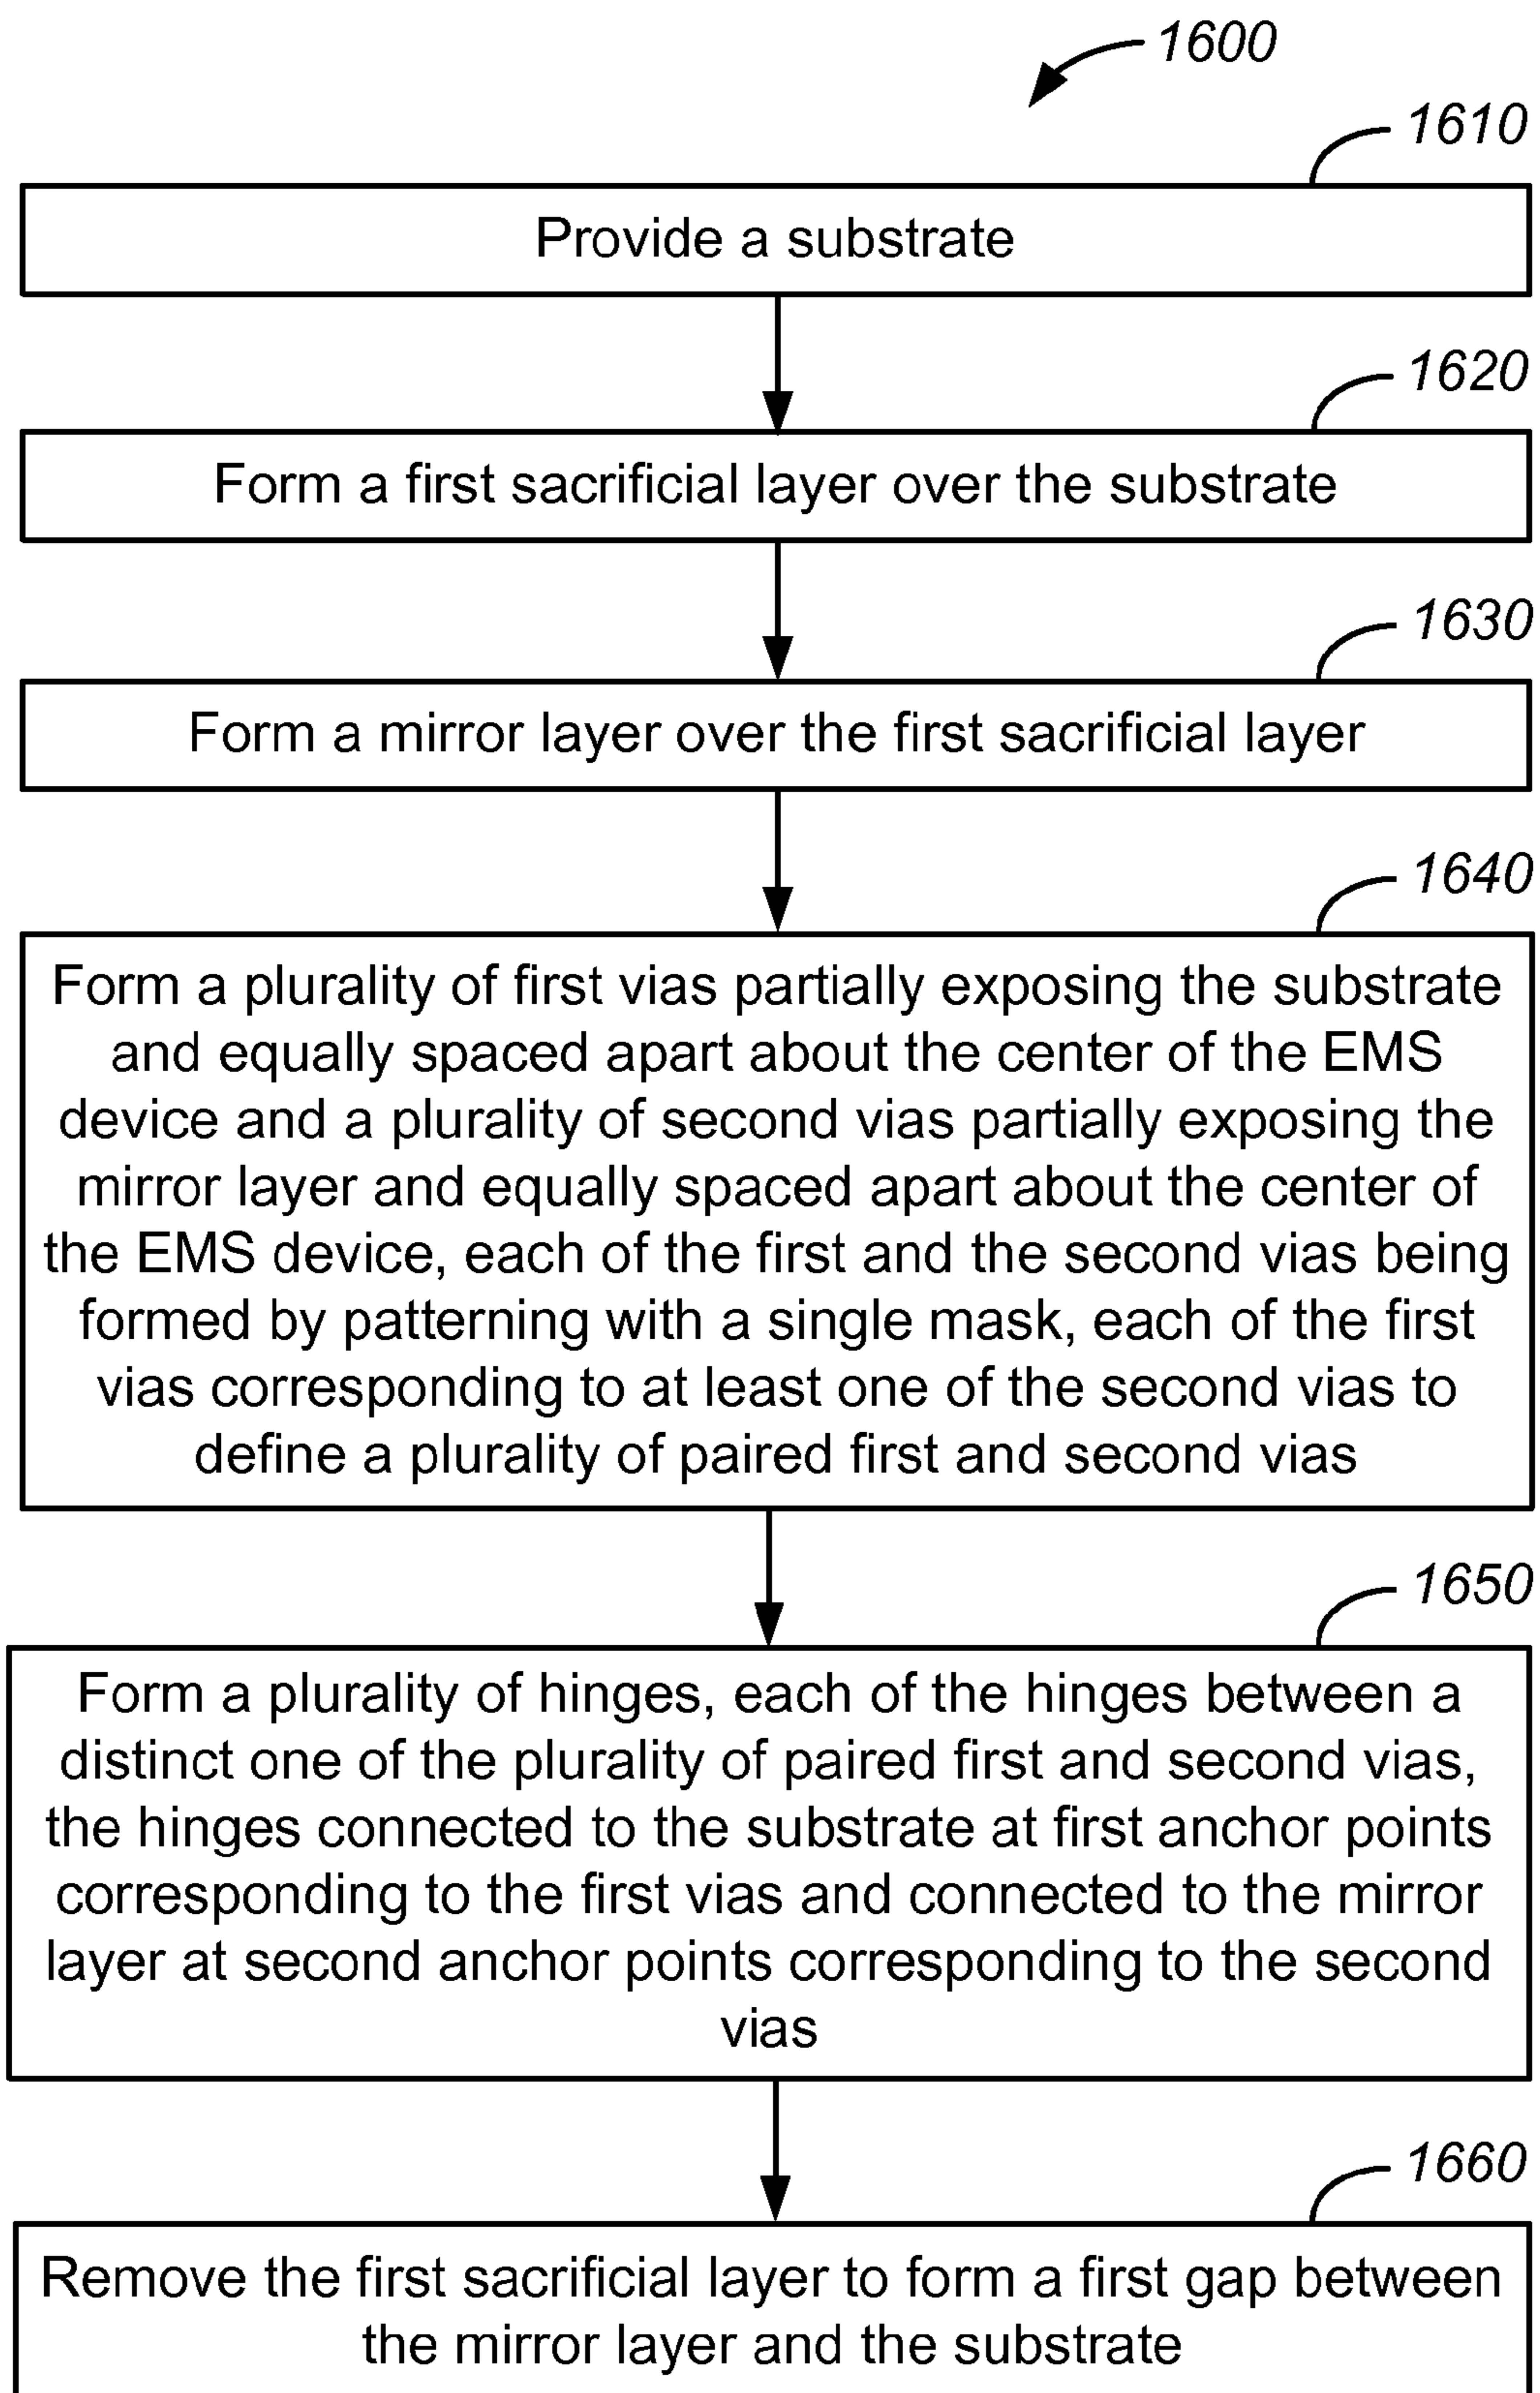 1600
1610
Provide a substrate
1620
Form a first sacrificial layer over the substrate
1630
Form a mirror layer over the first sacrificial layer
1640
Form a plurality of first vias partially exposing the substrate
and equally spaced apart about the center of the EMS
device and a plurality of second vias partially exposing the
mirror layer and equally spaced apart about the center of
the EMS device, each of the first and the second vias being
formed by patterning with a single mask, each of the first
vias corresponding to at least one of the second vias to
define a plurality of paired first and second vias
1650
Form a plurality of hinges, each of the hinges between a
distinct one of the plurality of paired first and second vias,
the hinges connected to the substrate at first anchor points
corresponding to the first vias and connected to the mirror
layer at second anchor points corresponding to the second
vias
1660
Remove the first sacrificial layer to form a first gap between
the mirror layer and the substrate